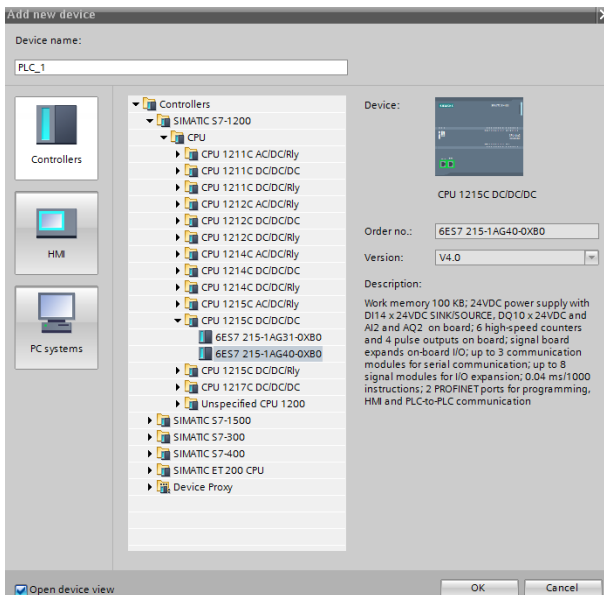 Add new device
Device name:
PLC_1
Controllers
HMI
PC systems
Controllers
SIMATIC S7-1200
CPU
CPU 1211C AC/DC/Rly
CPU 1211C DC/DC/DC
CPU 1211C DC/DC/Rly
CPU 1212C AC/DC/Rly
CPU 1212C DC/DC/DC
CPU 1212C DC/DC/Rly
CPU 1214C AC/DC/Rly
CPU 1214C DC/DC/DC
CPU 1214C DC/DC/Rly
CPU 1215C AC/DC/Rly
CPU 1215C DC/DC/DC
6ES7 215-1AG31-0XB0
6ES7 215-1AG40-0XB0
CPU 1215C DC/DC/Rly
CPU 1217C DC/DC/DC
Unspecified CPU 1200
SIMATIC S7-1500
SIMATIC S7-300
SIMATIC S7-400
SIMATIC ET 200 CPU
Device Proxy
Device:
CPU 1215C DC/DC/DC
Order no.: 6ES7 215-1AG40-0XB0
Version: V4.0
Description:
Work memory 100 KB; 24VDC power supply with
DI14 x 24VDC SINK/SOURCE, DQ10 x 24VDC and
AI2 and AQ2 on board; 6 high-speed counters
and 4 pulse outputs on board; signal board
expands on-board I/O; up to 3 communication
modules for serial communication; up to 8
signal modules for I/O expansion; 0.04 ms/1000
instructions; 2 PROFINET ports for programming,
HMI and PLC-to-PLC communication
Open device view
OK
Cancel